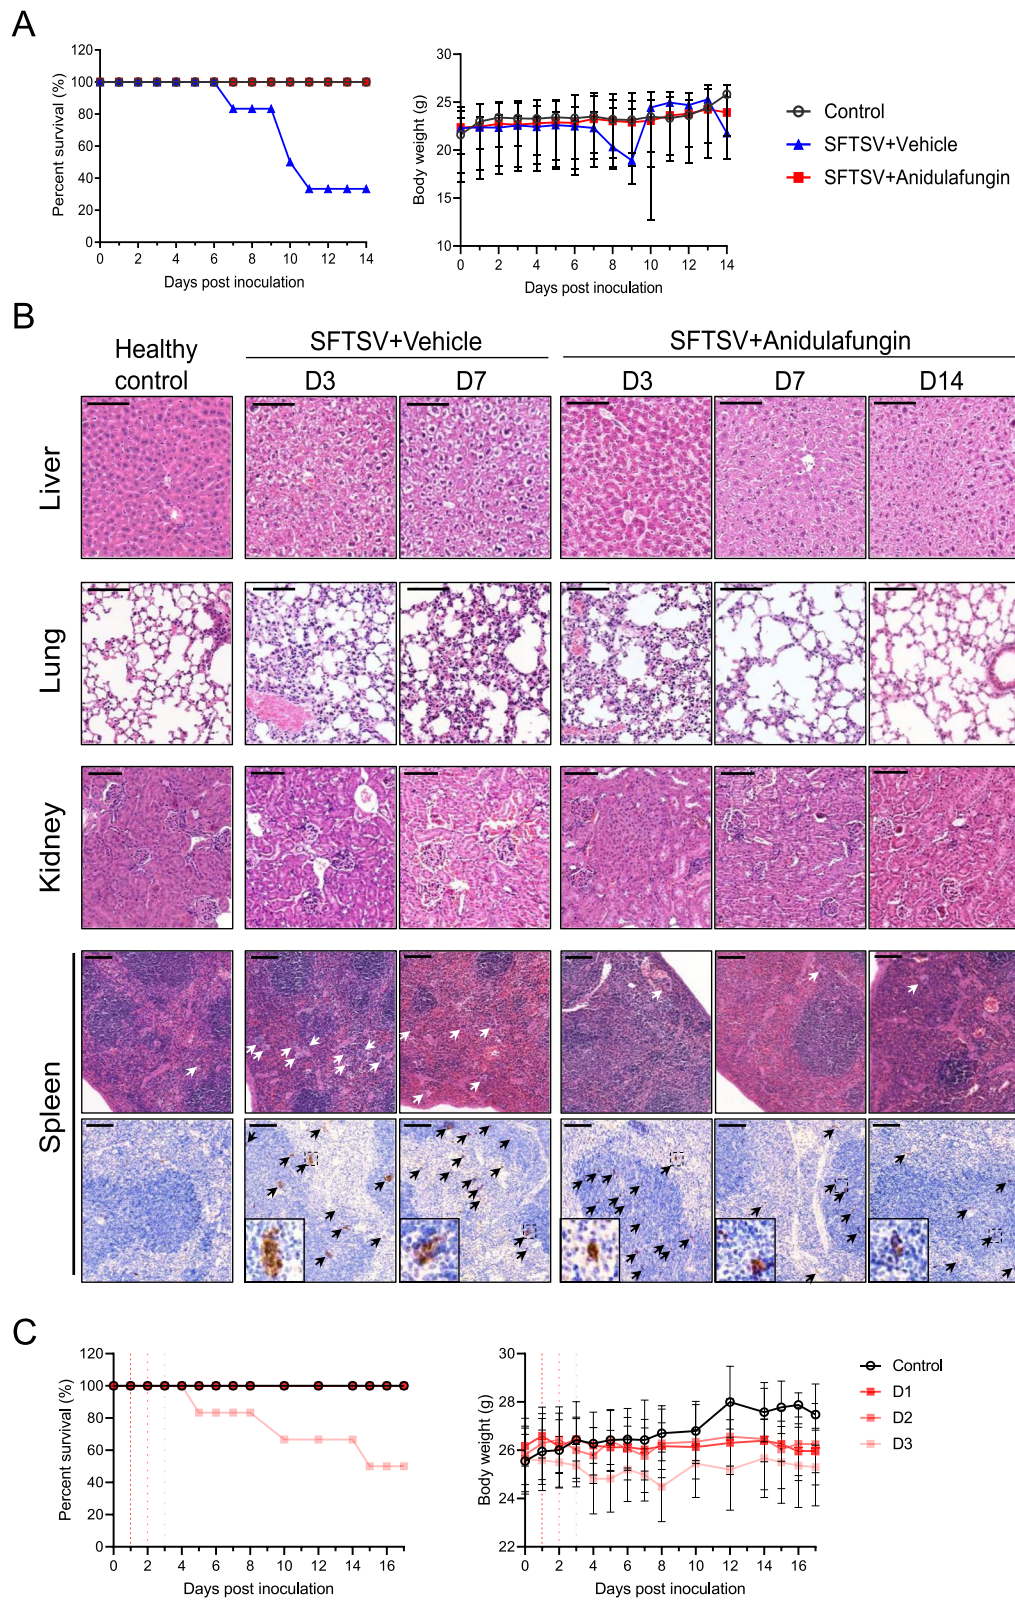 A
120
100
80
60
40
20
0
Percent survival (%)
0 2 4 6 8 10 12 14
Days post inoculation
30
25
20
15
10
Body weight (g)
0 2 4 6 8 10 12 14
Days post inoculation
Control
SFTSV+Vehicle
SFTSV+Anidulafungin
B
Healthy
control
SFTSV+Vehicle
SFTSV+Anidulafungin
D3 D7 D3 D7 D14
Liver
Lung
Kidney
Spleen
C
120
100
80
60
40
20
0
Percent survival (%)
0 2 4 6 8 10 12 14 16
Days post inoculation
30
28
26
24
22
Body weight (g)
0 2 4 6 8 10 12 14 16
Days post inoculation
Control
D1
D2
D3